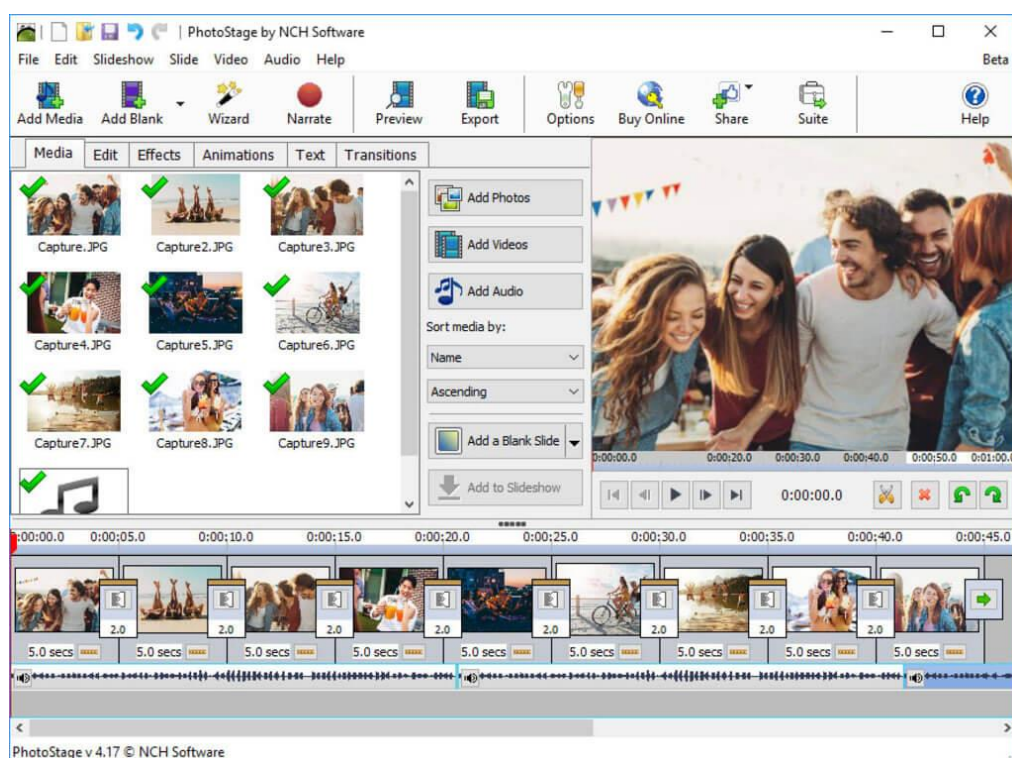 PhotoStage by NCH Software
File Edit Slideshow Slide Video Audio Help Beta
Add Media Add Blank Wizard Narrate Preview Export Options Buy Online Share Suite Help
Media Edit Effects Animations Text Transitions
Capture.JPG Capture2.JPG Capture3.JPG
Capture4.JPG Capture5.JPG Capture6.JPG
Capture7.JPG Capture8.JPG Capture9.JPG
Add Photos
Add Videos
Add Audio
Sort media by:
Name
Ascending
Add a Blank Slide
Add to Slideshow
0:00:00.0 0:00:20.0 0:00:30.0 0:00:40.0 0:00:50.0 0:01:00.
0:00:00.0
0:00:00.0 0:00:05.0 0:00:10.0 0:00:15.0 0:00:20.0 0:00:25.0 0:00:30.0 0:00:35.0 0:00:40.0 0:00:45.0
2.0 2.0 2.0 2.0 2.0 2.0 2.0 2.0
5.0 secs 5.0 secs 5.0 secs 5.0 secs 5.0 secs 5.0 secs 5.0 secs 5.0 secs 5.0 secs
PhotoStage v 4.17 © NCH Software